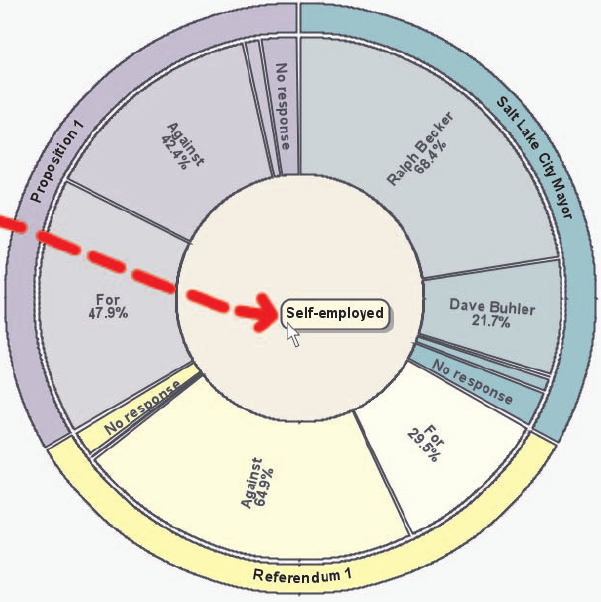 Salt Lake City Mayor
Ralph Becker
68.4%
Dave Buhler
21.7%
No response
For
29.5%
Referendum 1
Against
64.9%
No response
Proposition 1
For
47.9%
Against
42.4%
No response
Self-employed